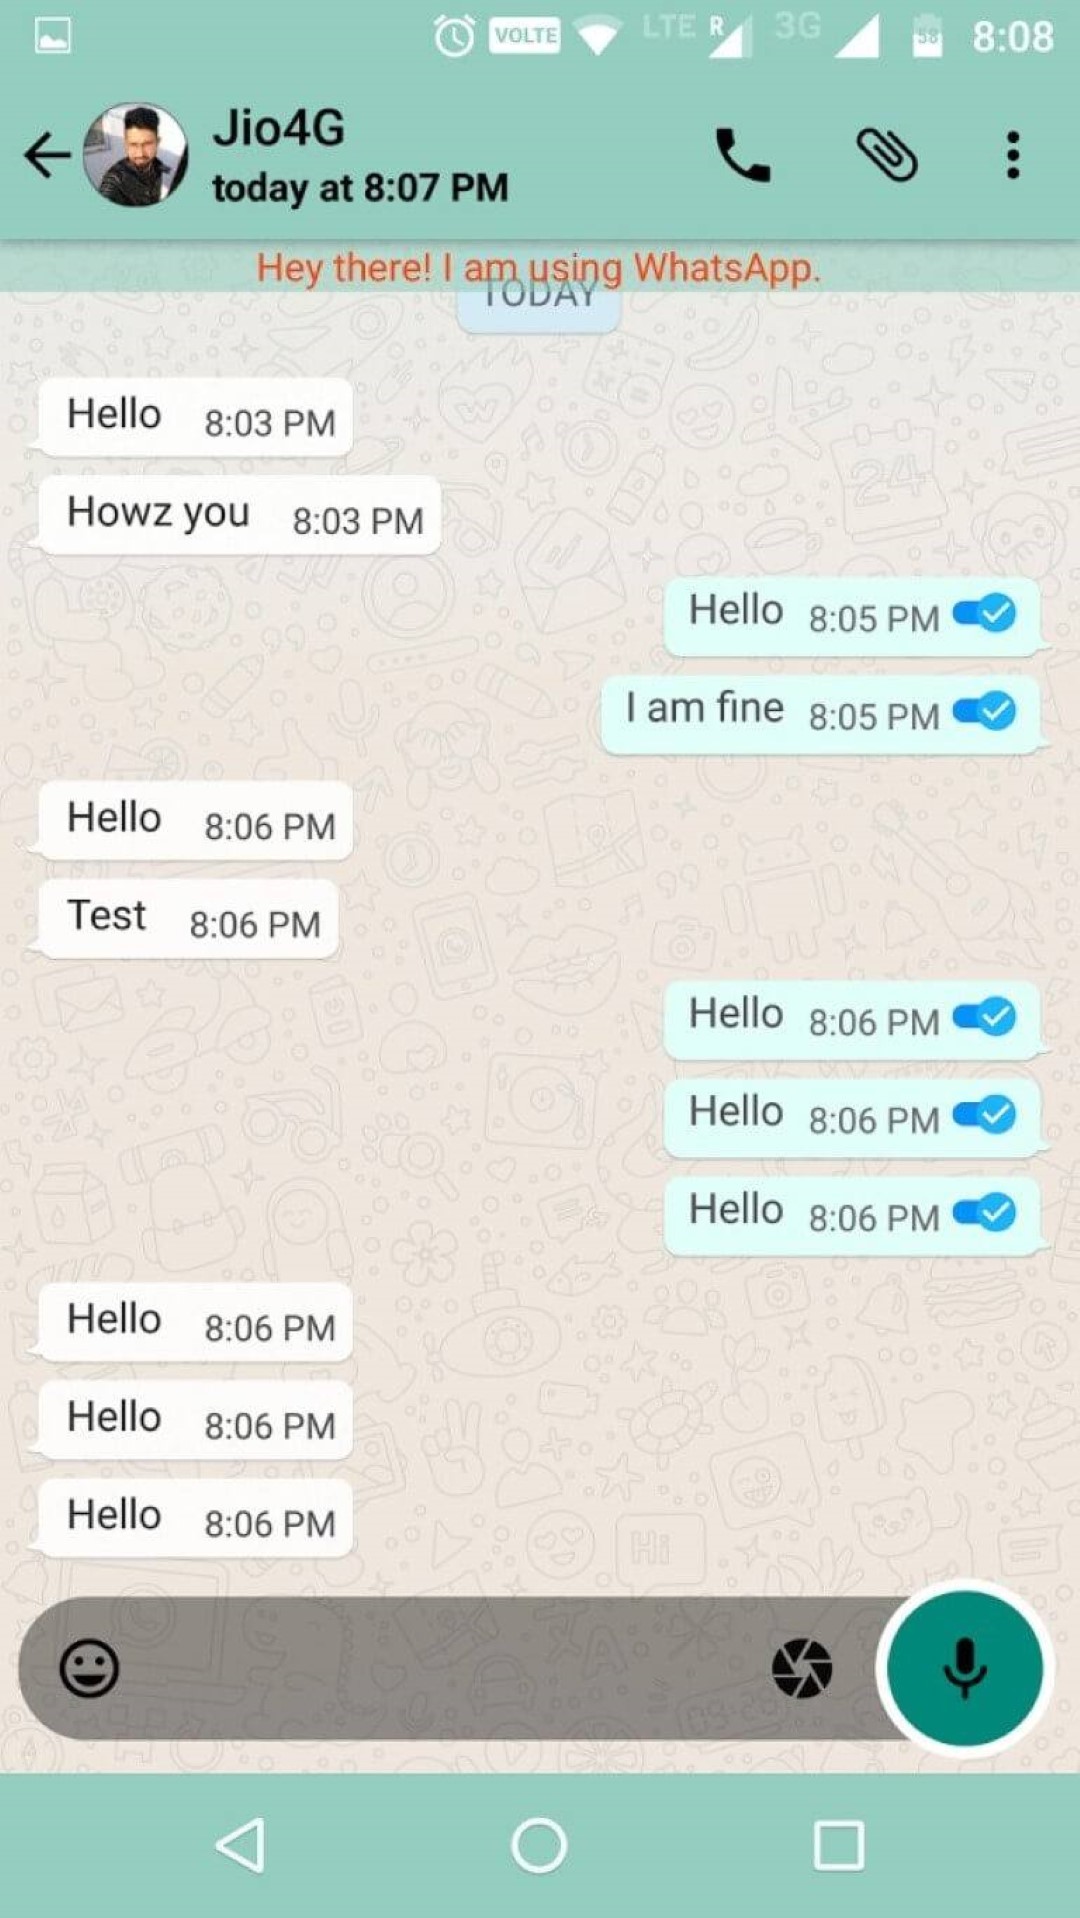 VOLTE LTE R 3G 58 8:08
Jio4G
today at 8:07 PM
Hey there! I am using WhatsApp.
TODAY
Hello 8:03 PM
Howz you 8:03 PM
Hello 8:05 PM
I am fine 8:05 PM
Hello 8:06 PM
Test 8:06 PM
Hello 8:06 PM
Hello 8:06 PM
Hello 8:06 PM
Hello 8:06 PM
Hello 8:06 PM
Hello 8:06 PM